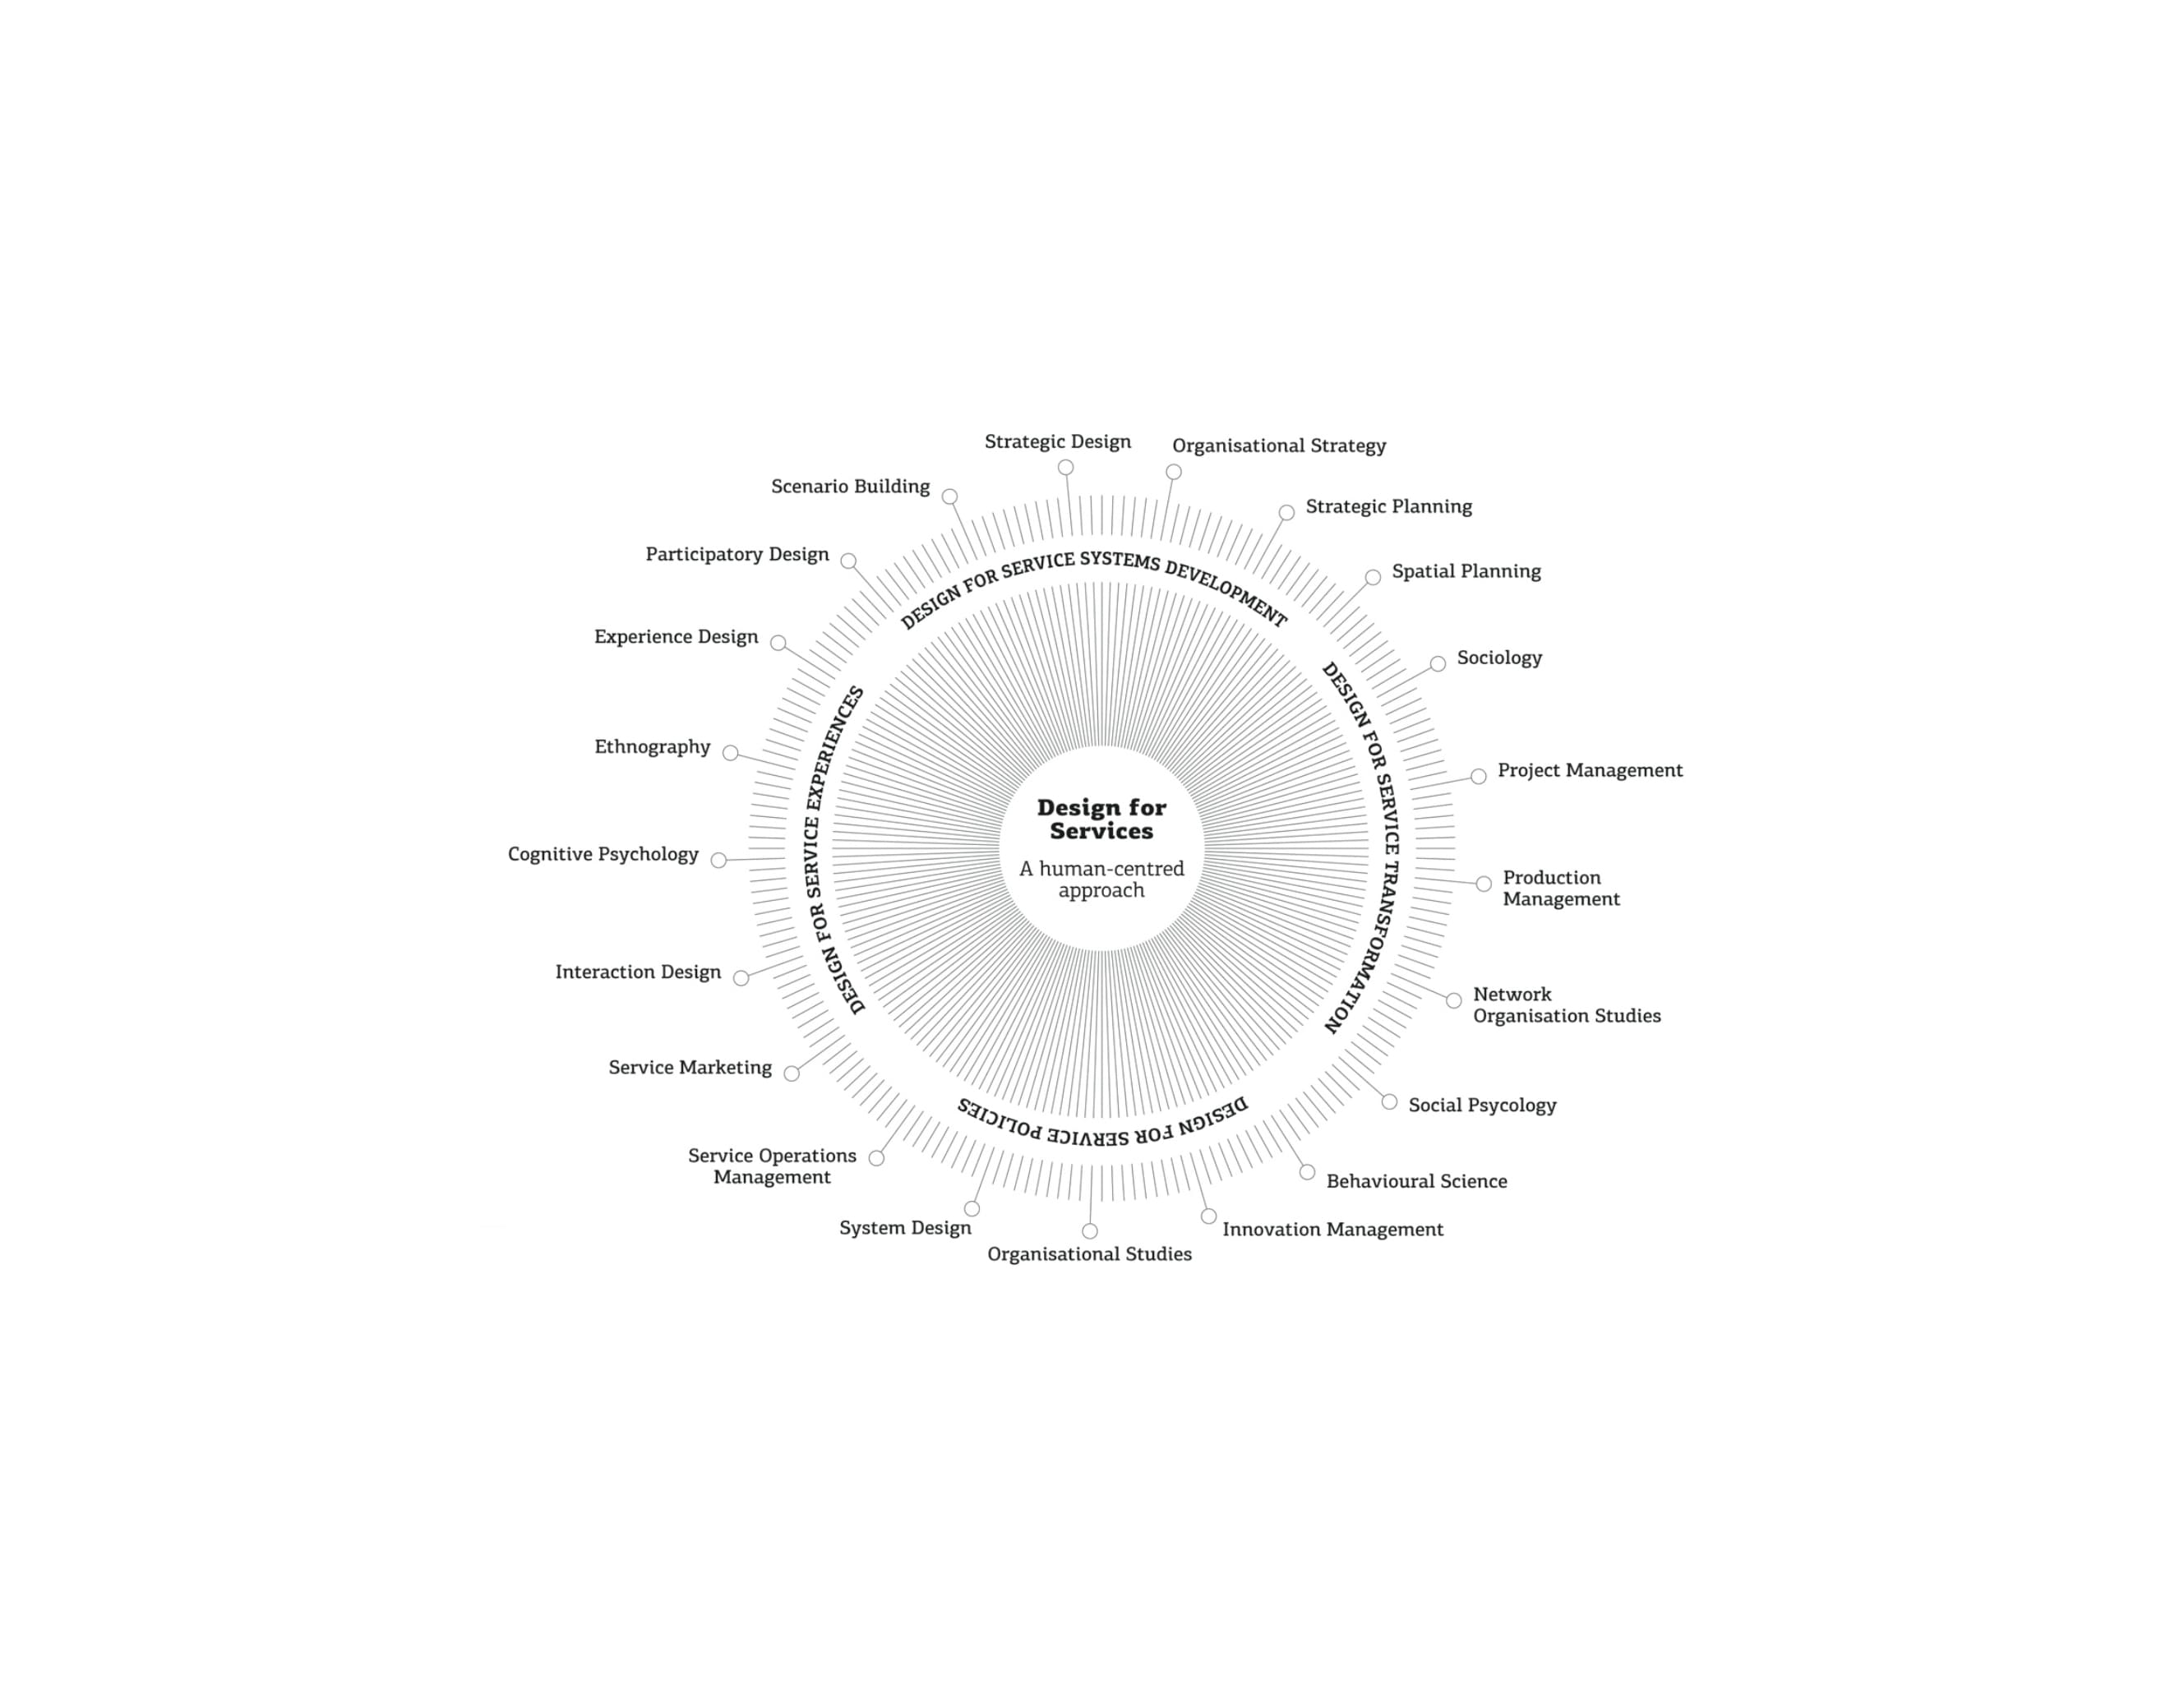 Strategic Design
Organisational Strategy
Strategic Planning
Spatial Planning
Sociology
Project Management
Production
Management
Network
Organisation Studies
Social Psycology
Behavioural Science
Innovation Management
Organisational Studies
System Design
Service Operations
Management
Service Marketing
Interaction Design
Cognitive Psychology
Ethnography
Experience Design
Participatory Design
Scenario Building
DESIGN FOR SERVICE SYSTEMS DEVELOPMENT
DESIGN FOR SERVICE TRANSFORMATION
DESIGN FOR SERVICE POLICIES
DESIGN FOR SERVICE EXPERIENCES
Design for
Services
A human-centred
approach